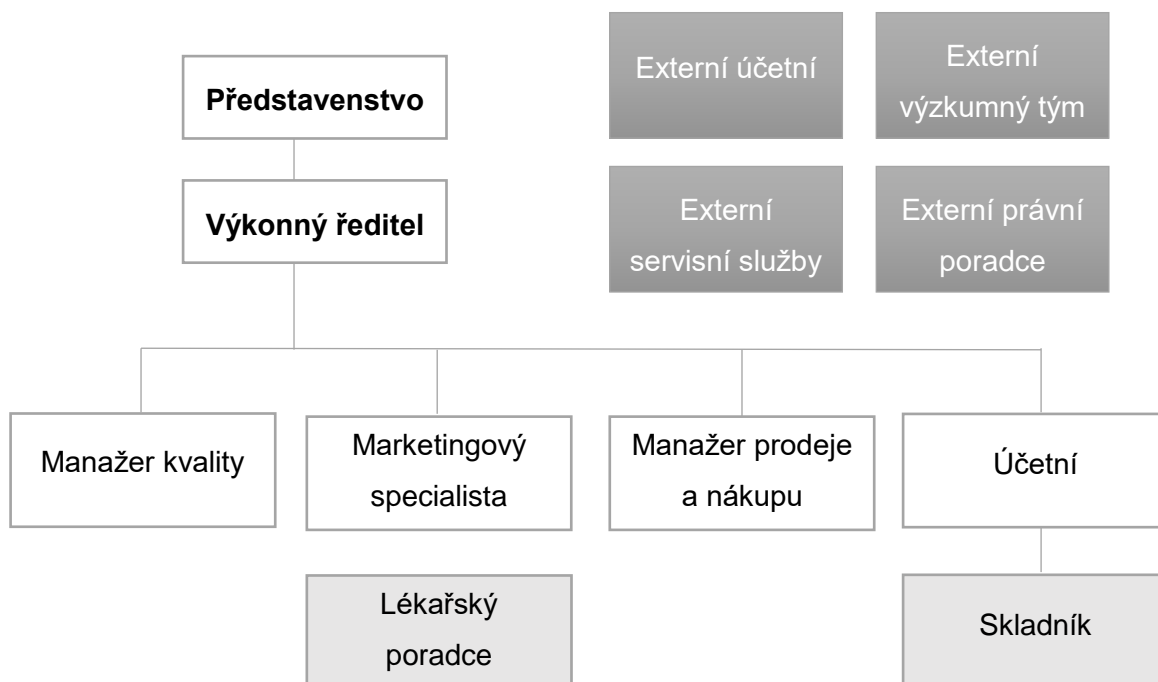 Představenstvo
Výkonný ředitel
Externí účetní
Externí
výzkumný tým
Externí
servisní služby
Externí právní
poradce
Manažer kvality
Marketingový
specialista
Manažer prodeje
a nákupu
Účetní
Lékařský
poradce
Skladník